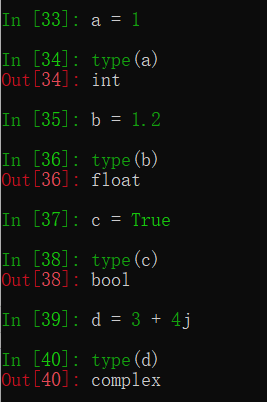 In [33]: a = 1
In [34]: type(a)
Out[34]: int
In [35]: b = 1.2
In [36]: type(b)
Out[36]: float
In [37]: c = True
In [38]: type(c)
Out[38]: bool
In [39]: d = 3 + 4j
In [40]: type(d)
Out[40]: complex